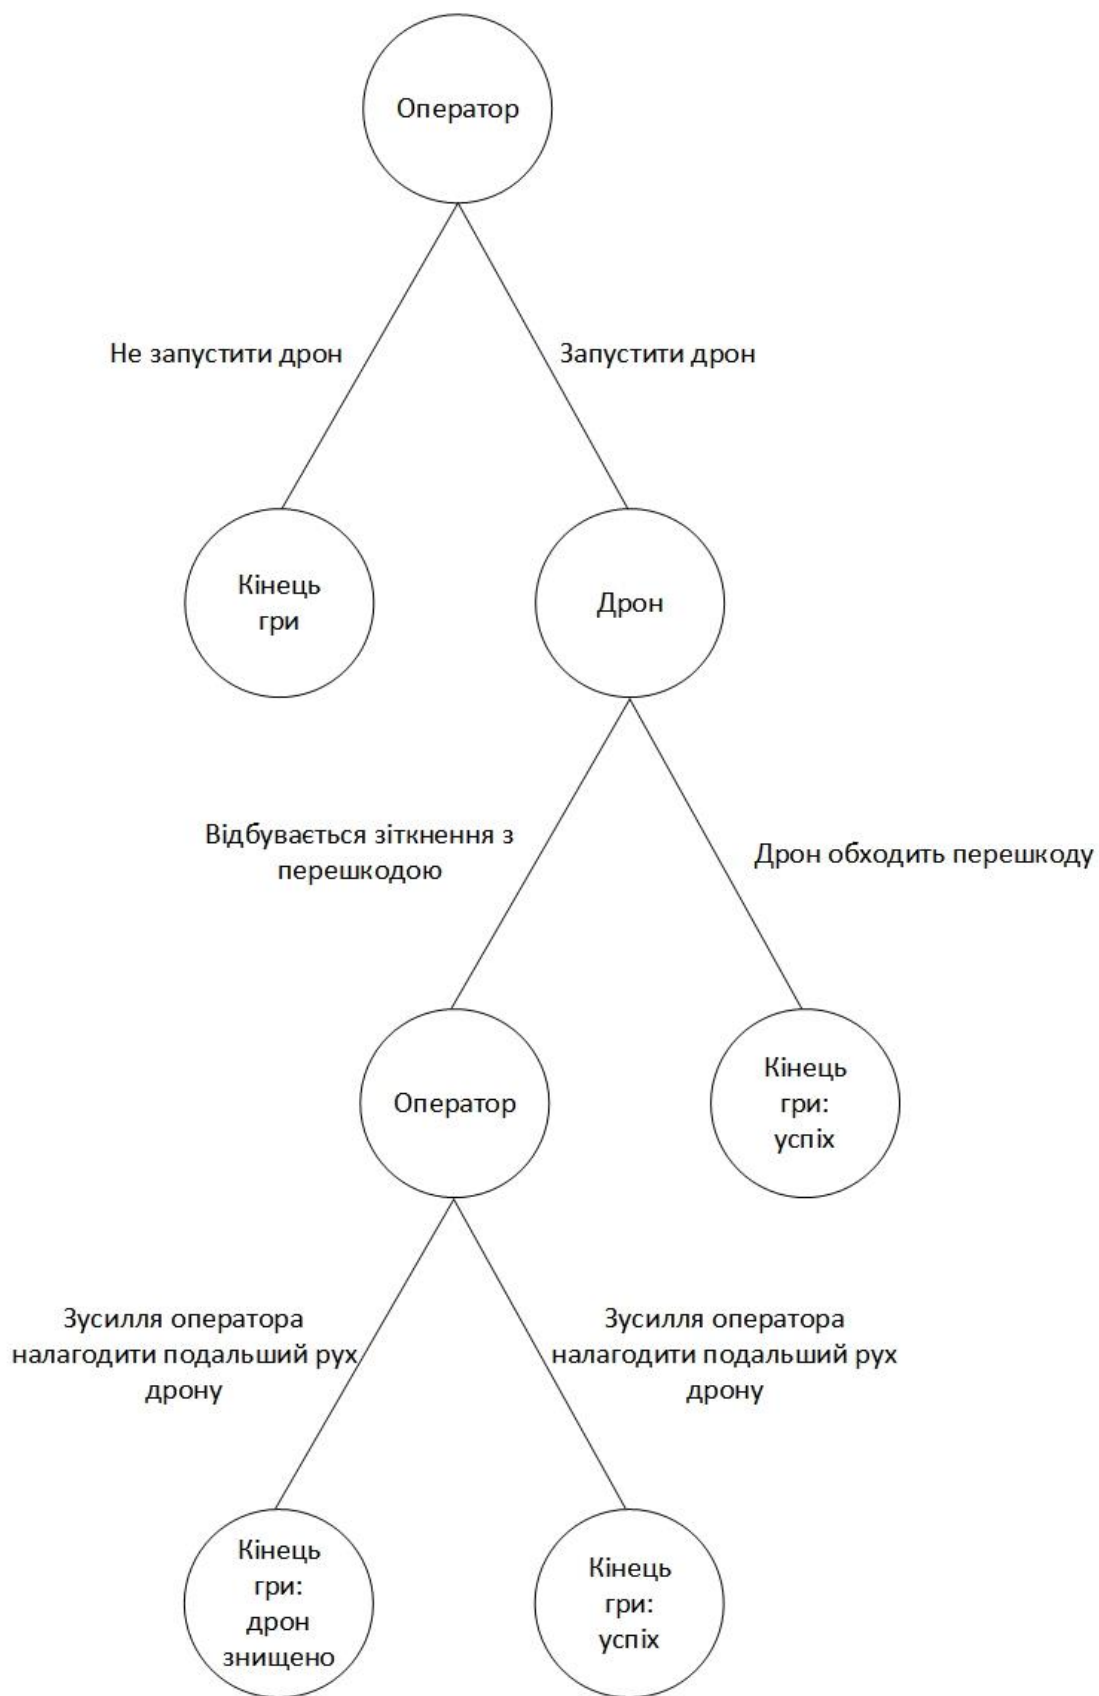 Оператор
Не запустити дрон
Запустити дрон
Кінець
гри
Дрон
Відбувається зіткнення з
перешкодою
Дрон обходить перешкоду
Оператор
Кінець
гри:
успіх
Зусилля оператора
налагодити подальший рух
дрону
Зусилля оператора
налагодити подальший рух
дрону
Кінець
гри:
дрон
знищено
Кінець
гри:
успіх